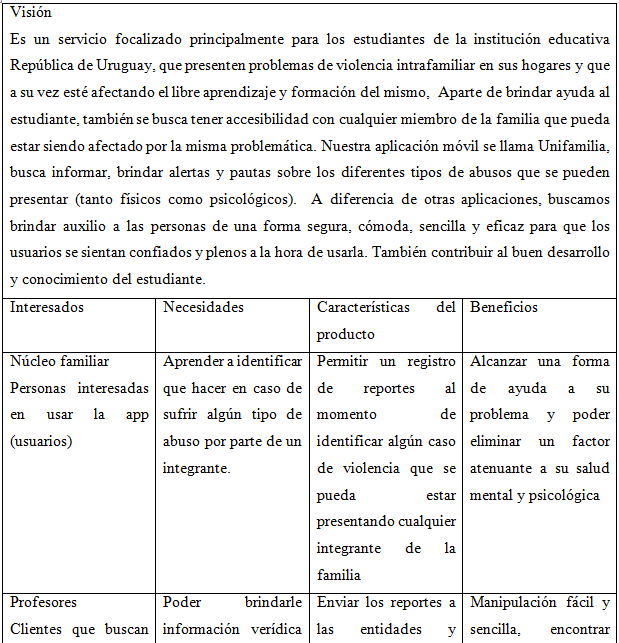 Visión
Es un servicio focalizado principalmente para los estudiantes de la institución educativa
República de Uruguay, que presenten problemas de violencia intrafamiliar en sus hogares y que
a su vez esté afectando el libre aprendizaje y formación del mismo, Aparte de brindar ayuda al
estudiante, también se busca tener accesibilidad con cualquier miembro de la familia que pueda
estar siendo afectado por la misma problemática. Nuestra aplicación móvil se llama Unifamilia,
busca informar, brindar alertas y pautas sobre los diferentes tipos de abusos que se pueden
presentar (tanto físicos como psicológicos). A diferencia de otras aplicaciones, buscamos
brindar auxilio a las personas de una forma segura, cómoda, sencilla y eficaz para que los
usuarios se sientan confiados y plenos a la hora de usarla. También contribuir al buen desarrollo
y conocimiento del estudiante.
Interesados
Necesidades
Características del
producto
Beneficios
Núcleo familiar
Personas interesadas
en usar la app
(usuarios)
Aprender a identificar
que hacer en caso de
sufrir algún tipo de
abuso por parte de un
integrante.
Permitir un registro
de reportes al
momento de
identificar algún caso
de violencia que se
pueda estar
presentando cualquier
integrante de la
familia
Alcanzar una forma
de ayuda a su
problema y poder
eliminar un factor
atenuante a su salud
mental y psicológica
Profesores
Clientes que buscan
Poder brindarle
información verídica
Enviar los reportes a
las entidades y
Manipulación fácil y
sencilla, encontrar